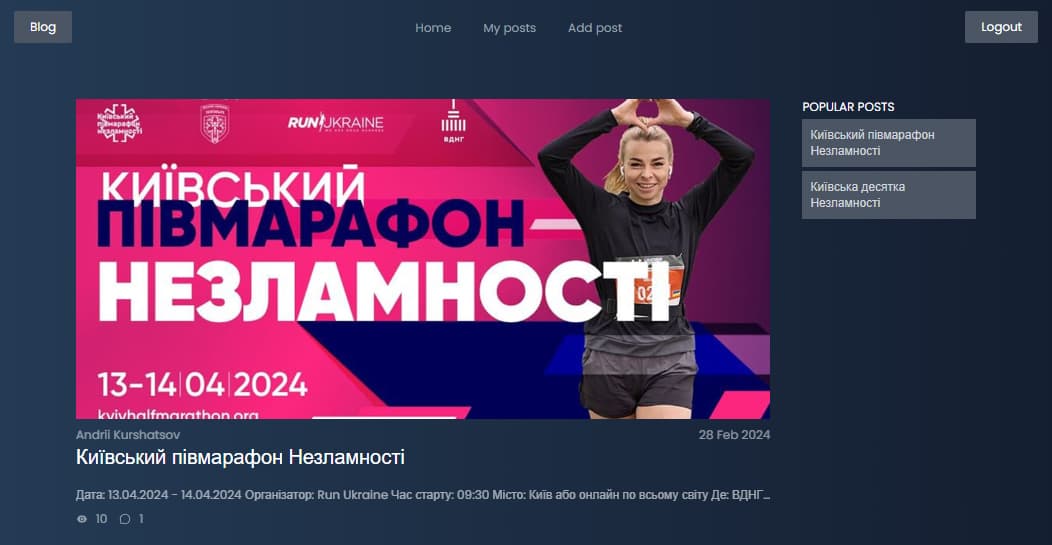 Blog
Home
My posts
Add post
Logout
Київський
півмарафон
незламності
RUN UKRAINE
ВДНГ
КИЇВСЬКИЙ
ПІВМАРАФОН
НЕЗЛАМНОСТІ
13-14|04|2024
kyivhalfmarathon.org
Andrii Kurshatsov
28 Feb 2024
Київський півмарафон Незламності
Дата: 13.04.2024 - 14.04.2024 Організатор: Run Ukraine Час старту: 09:30 Місто: Київ або онлайн по всьому світу Де: ВДНГ...
10
1
POPULAR POSTS
Київський півмарафон
Незламності
Київська десятка
Незламності